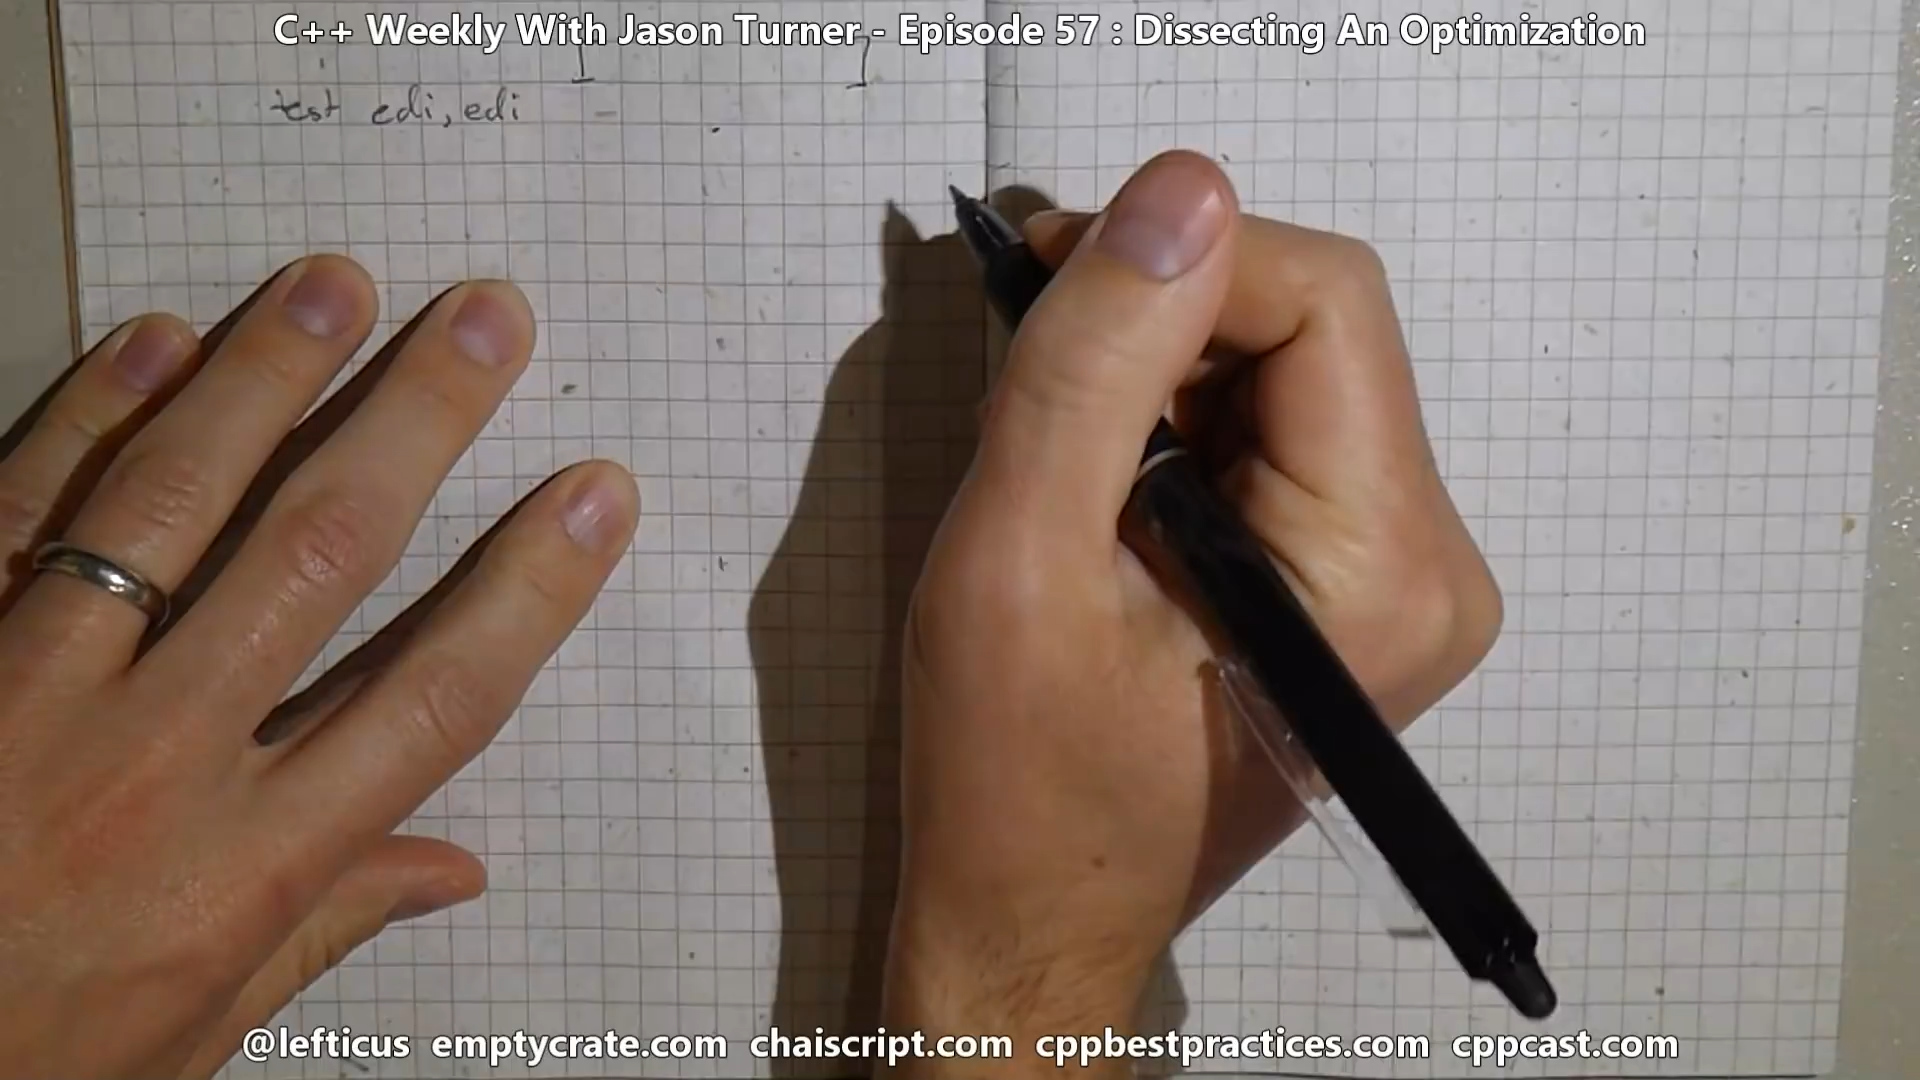 C++ Weekly With Jason Turner - Episode 57 : Dissecting An Optimization
test edi, edi -
@lefticus emptycrate.com chaiscript.com cppbestpractices.com cppcast.com